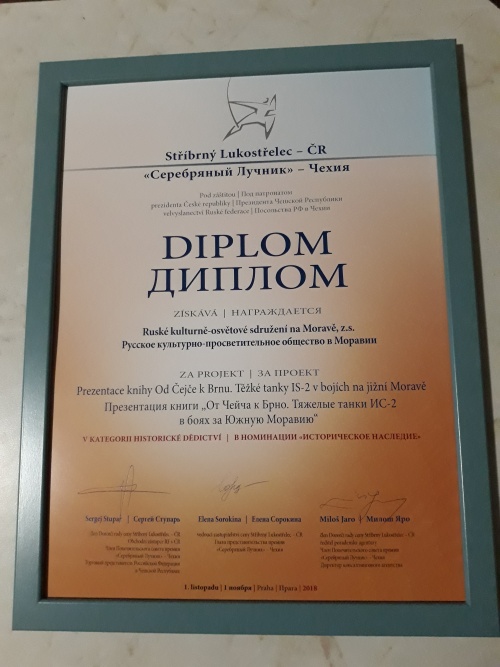 Stříbrný Lukostřelec – ČR
«Серебряный Лучник» – Чехия
Pod záštitou | Под патронатом
prezidenta České republiky | Президента Чешской Республики
velvyslanectví Ruské federace | Посольства РФ в Чехии
DIPLOM
ДИПЛОМ
ZÍSKÁVÁ | НАГРАЖДАЕТСЯ
Ruské kulturně-osvětové sdružení na Moravě, z.s.
Русское культурно-просветительное общество в Моравии
ZA PROJEKT | ЗА ПРОЕКТ
Prezentace knihy Od Čejče k Brnu. Těžké tanky IS-2 v bojích na jižní Moravě
Презентация книги „От Чейча к Брно. Тяжелые танки ИС-2
в боях за Южную Моравию“
V KATEGORII HISTORICKÉ DĚDICTVÍ | В НОМИНАЦИИ «ИСТОРИЧЕСКОЕ НАСЛЕДИЕ»
Sergej Stupar | Сергей Ступарь
Elena Sorokina | Елена Сорокина
Miloš Jaro | Милош Яро
1. listopadu | 1 ноября | Praha | Прага | 2018